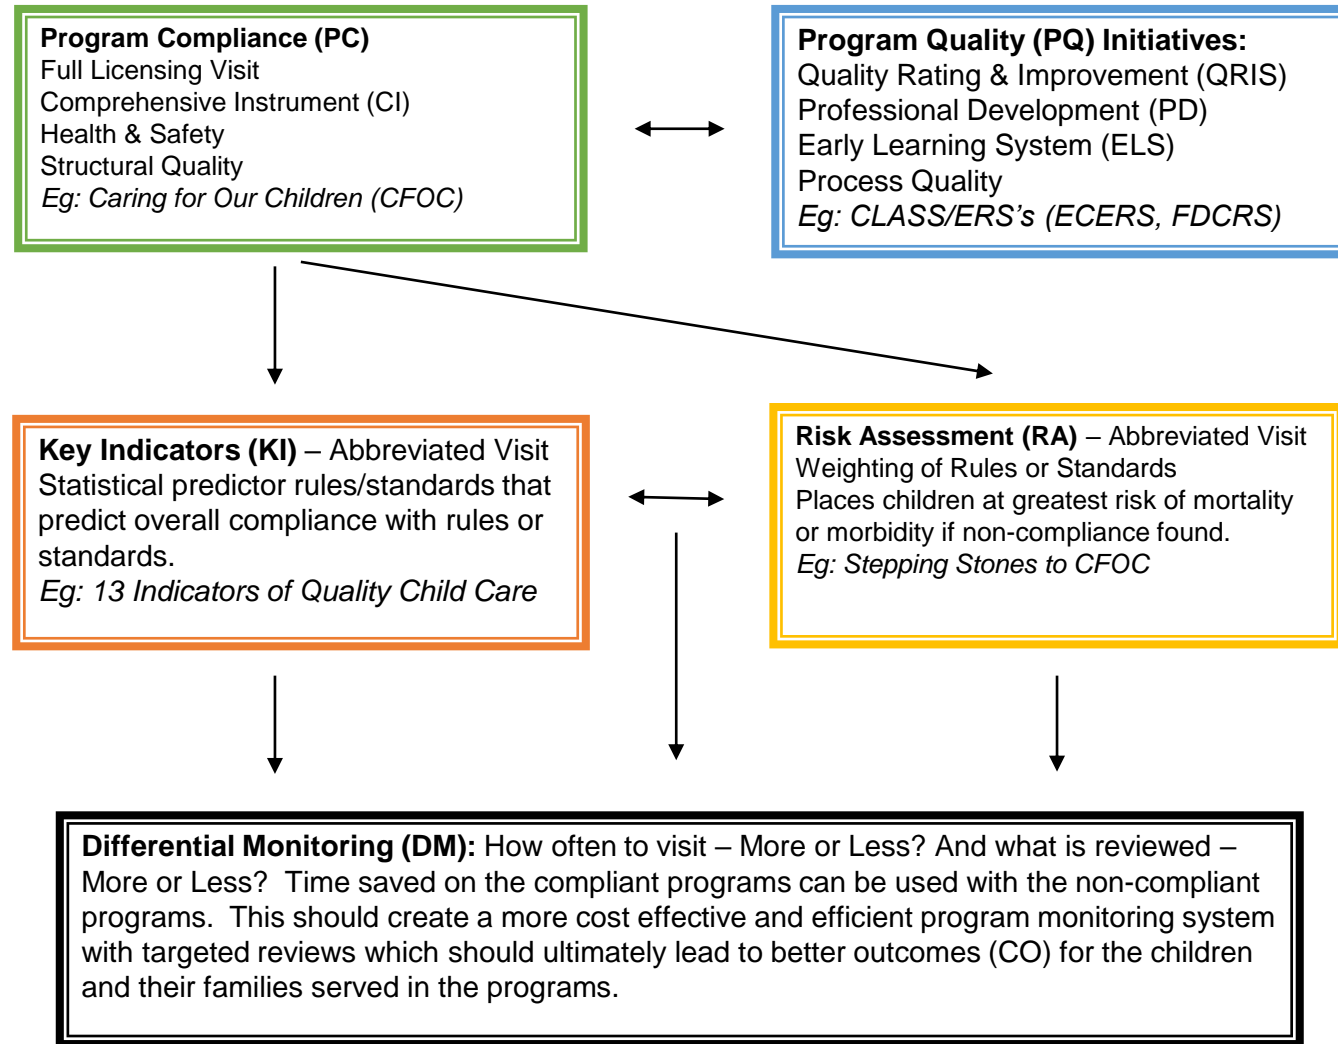 Program Compliance (PC)
Full Licensing Visit
Comprehensive Instrument (CI)
Health & Safety
Structural Quality
Eg: Caring for Our Children (CFOC)
Program Quality (PQ) Initiatives:
Quality Rating & Improvement (QRIS)
Professional Development (PD)
Early Learning System (ELS)
Process Quality
Eg: CLASS/ERS’s (ECERS, FDCRS)
Key Indicators (KI) – Abbreviated Visit
Statistical predictor rules/standards that
predict overall compliance with rules or
standards.
Eg: 13 Indicators of Quality Child Care
Risk Assessment (RA) – Abbreviated Visit
Weighting of Rules or Standards
Places children at greatest risk of mortality
or morbidity if non-compliance found.
Eg: Stepping Stones to CFOC
Differential Monitoring (DM): How often to visit – More or Less? And what is reviewed –
More or Less?  Time saved on the compliant programs can be used with the non-compliant
programs.  This should create a more cost effective and efficient program monitoring system
with targeted reviews which should ultimately lead to better outcomes (CO) for the children
and their families served in the programs.